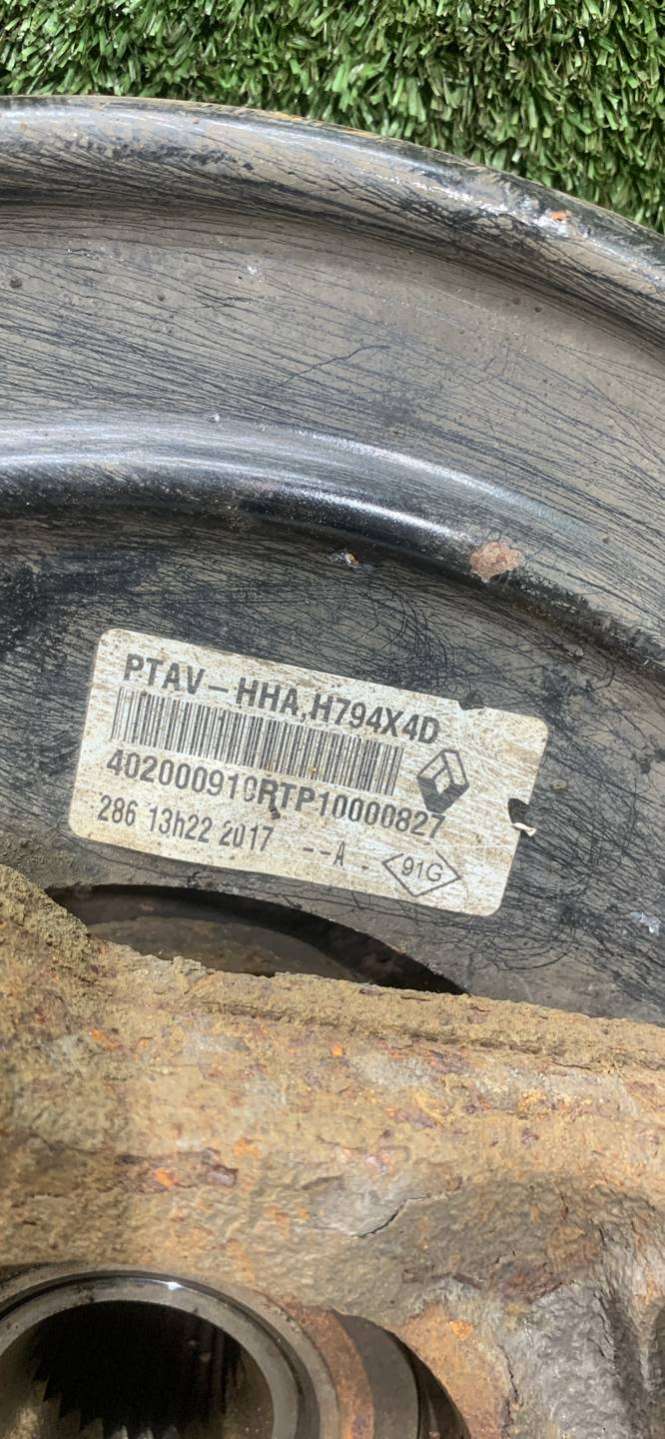 PTAV-HHA,H794X4D
402000910RTP10000827
286 13h22 2017 --A -
91G